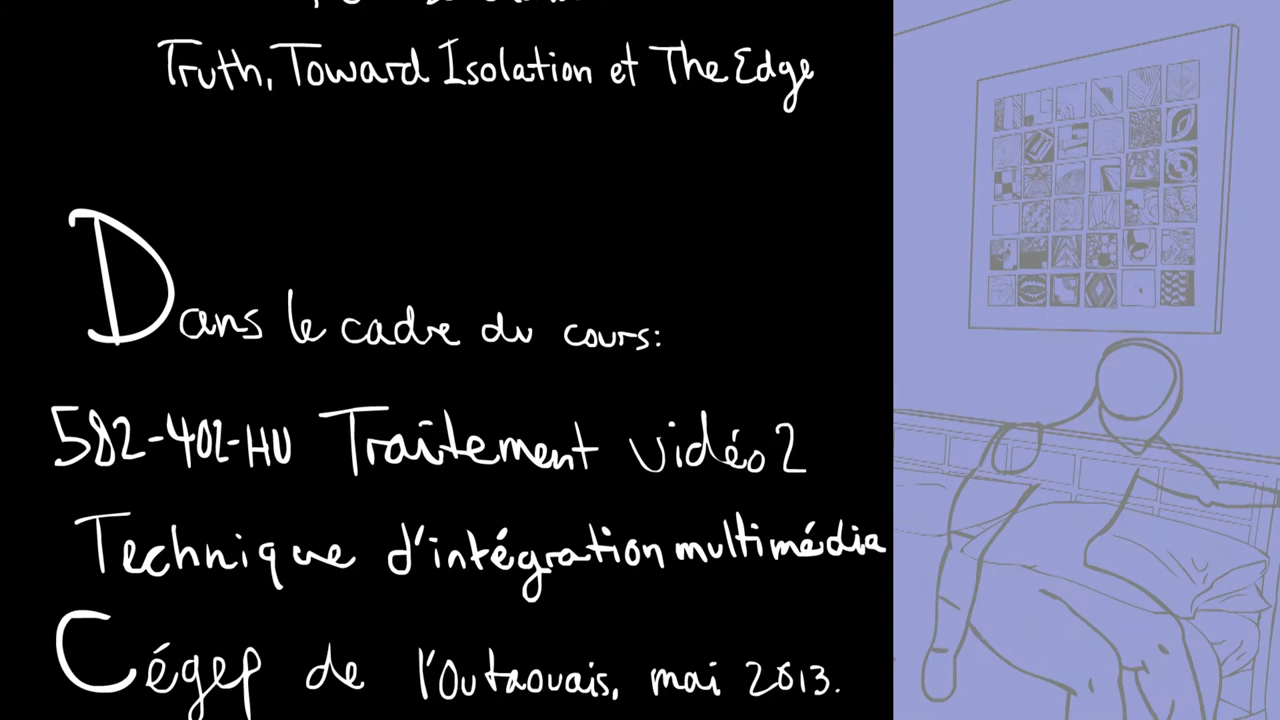 Truth, Toward Isolation et The Edge
Dans le cadre du cours:
582-402-HU Traitement vidéo 2
Technique d'intégration multimédia
Cégep de l'Outaouais, mai 2013.